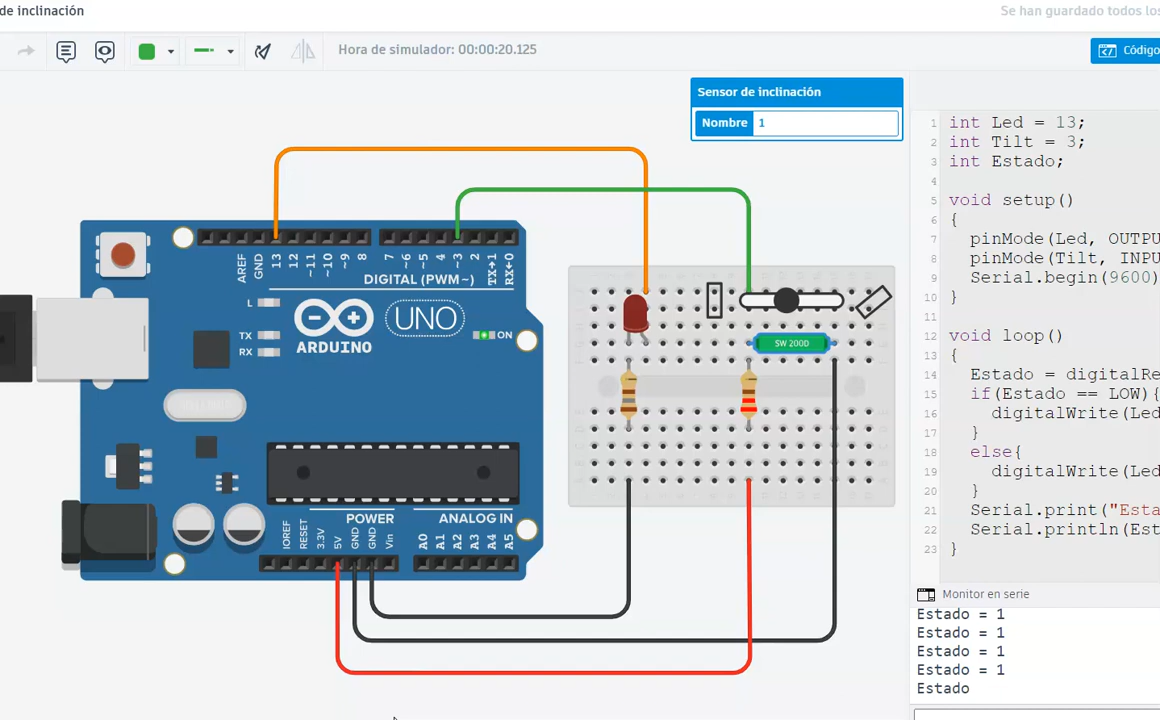 de inclinación
Se han guardado todos los
Hora de simulador: 00:00:20.125
Código
Sensor de inclinación
Nombre 1
1 int Led = 13;
2 int Tilt = 3;
3 int Estado;
4
5 void setup()
6 {
7 pinMode(Led, OUTPU
8 pinMode(Tilt, INPU
9 Serial.begin(9600)
10 }
11
12 void loop()
13 {
14 Estado = digitalRe
15 if(Estado == LOW){
16 digitalWrite(Led
17 }
18 else{
19 digitalWrite(Led
20 }
21 Serial.print("Esta
22 Serial.println(Est
23 }
Monitor en serie
Estado = 1
Estado = 1
Estado = 1
Estado = 1
Estado
AREF GND 13 12 ~11 ~10 ~9 8 7 ~6 ~5 4 ~3 2 TX→1 RX←0
DIGITAL (PWM ~)
L
TX
RX
ARDUINO
UNO
ON
SW 200D
POWER
ANALOG IN
IOREF RESET 3.3V 5V GND GND Vin A0 A1 A2 A3 A4 A5